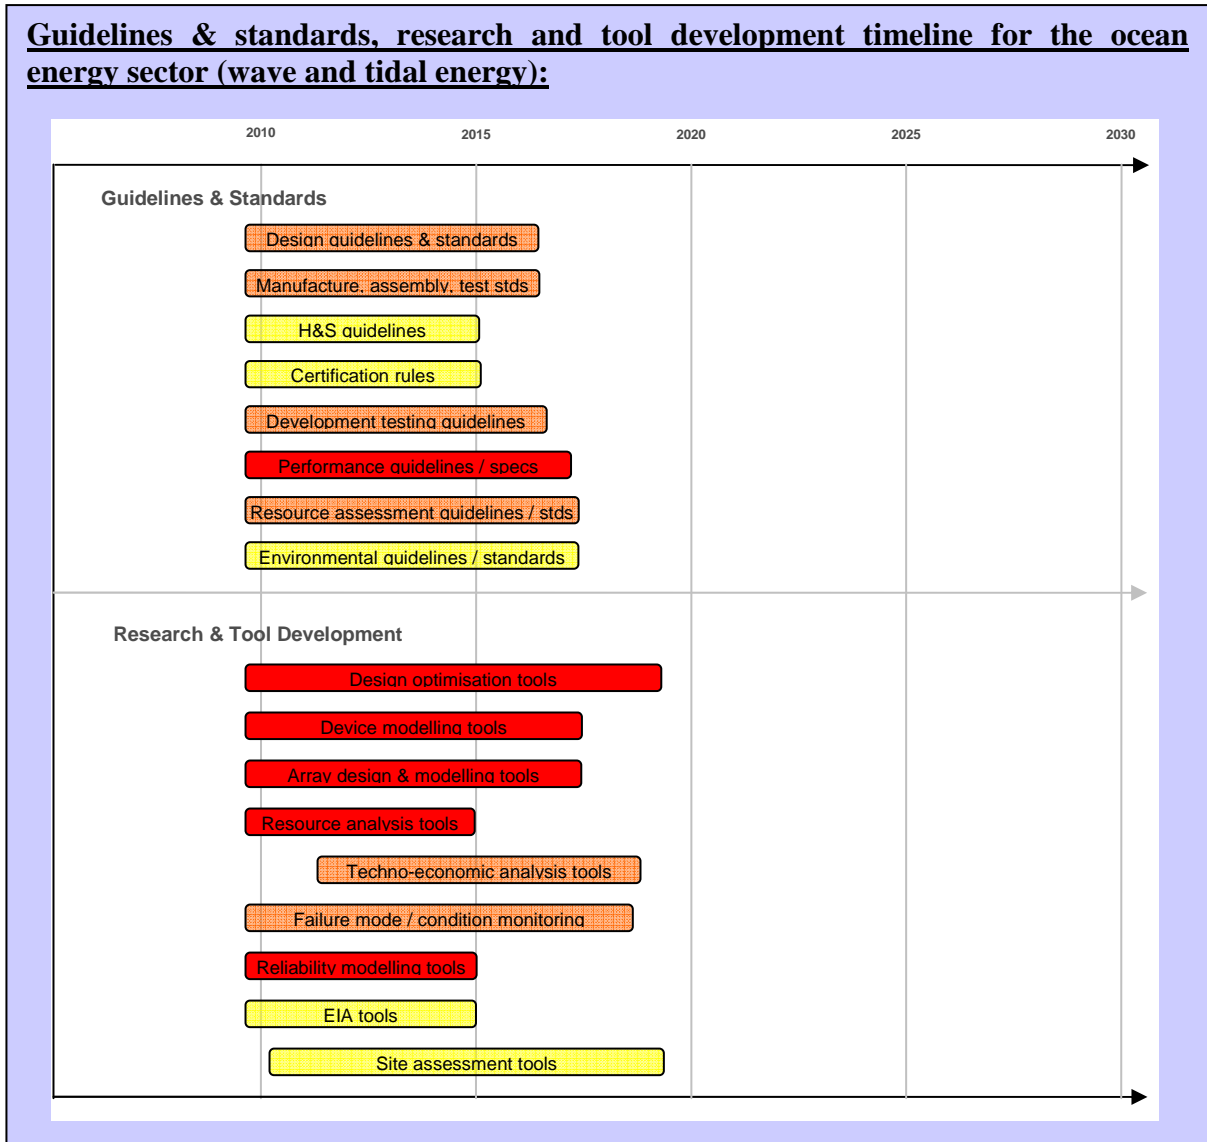 Guidelines & standards, research and tool development timeline for the ocean
energy sector (wave and tidal energy):
2010 2015 2020 2025 2030
Guidelines & Standards
Design guidelines & standards
Manufacture, assembly, test stds
H&S guidelines
Certification rules
Development testing guidelines
Performance guidelines / specs
Resource assessment guidelines / stds
Environmental guidelines / standards
Research & Tool Development
Design optimisation tools
Device modelling tools
Array design & modelling tools
Resource analysis tools
Techno-economic analysis tools
Failure mode / condition monitoring
Reliability modelling tools
EIA tools
Site assessment tools